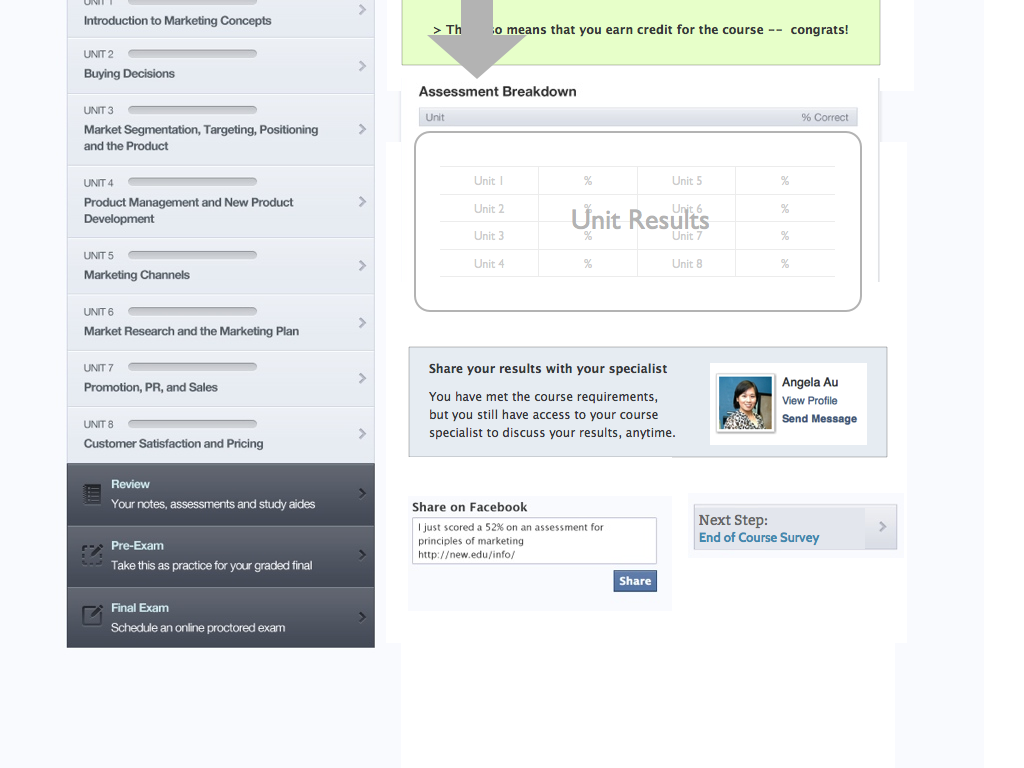 UNIT 1
Introduction to Marketing Concepts
UNIT 2
Buying Decisions
UNIT 3
Market Segmentation, Targeting, Positioning
and the Product
UNIT 4
Product Management and New Product
Development
UNIT 5
Marketing Channels
UNIT 6
Market Research and the Marketing Plan
UNIT 7
Promotion, PR, and Sales
UNIT 8
Customer Satisfaction and Pricing
Review
Your notes, assessments and study aides
Pre-Exam
Take this as practice for your graded final
Final Exam
Schedule an online proctored exam
> means that you earn credit for the course -- congrats!
Assessment Breakdown
Unit % Correct
Unit 1 % Unit 5 %
Unit 2 % Unit 6 %
Unit Results
Unit 3 % Unit 7 %
Unit 4 % Unit 8 %
Share your results with your specialist
You have met the course requirements,
but you still have access to your course
specialist to discuss your results, anytime.
Angela Au
View Profile
Send Message
Share on Facebook
I just scored a 52% on an assessment for
principles of marketing
http://new.edu/info/
Share
Next Step:
End of Course Survey